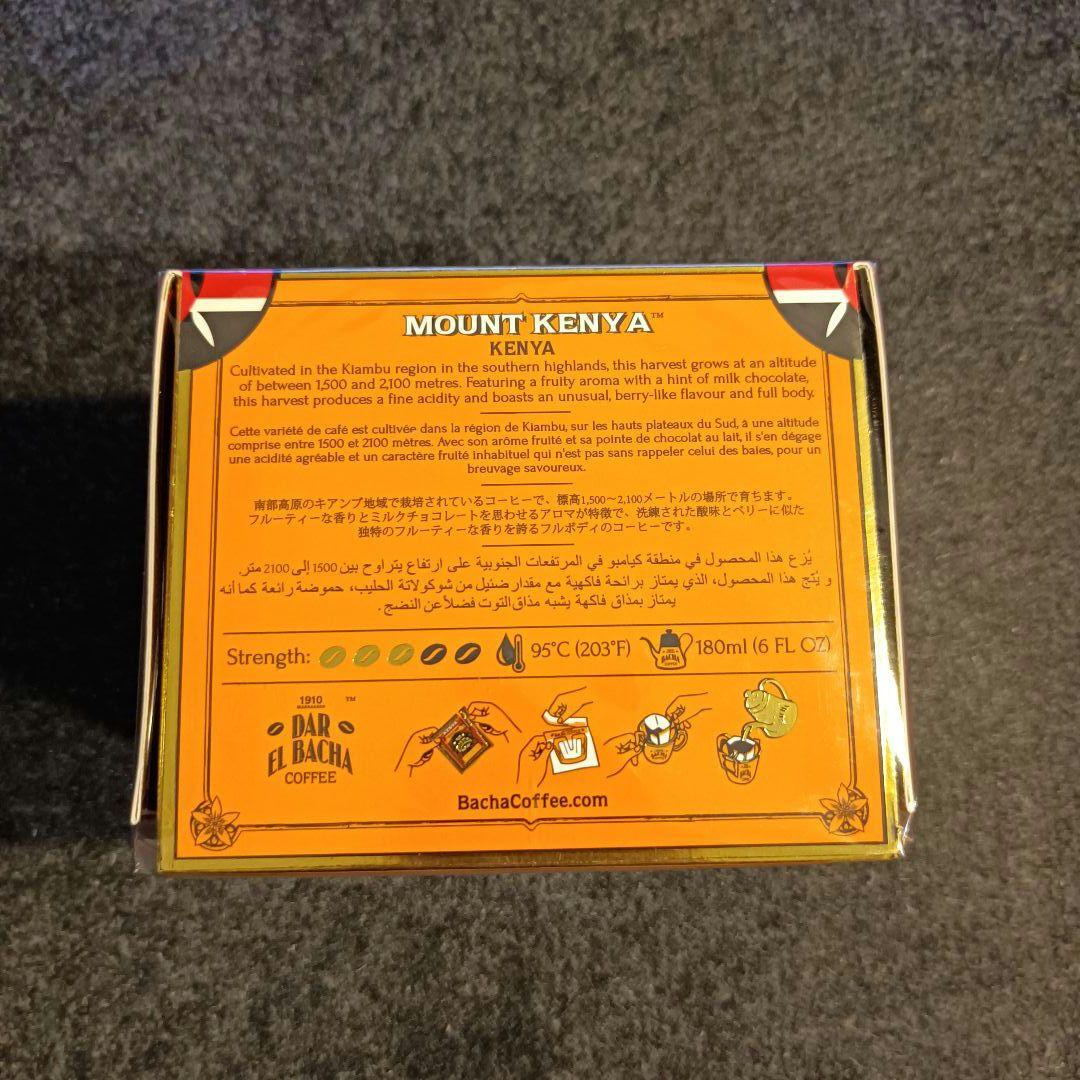 MOUNT KENYA™
KENYA
Cultivated in the Kiambu region in the southern highlands, this harvest grows at an altitude
of between 1,500 and 2,100 metres. Featuring a fruity aroma with a hint of milk chocolate,
this harvest produces a fine acidity and boasts an unusual, berry-like flavour and full body.
Cette variété de café est cultivée dans la région de Kiambu, sur les hauts plateaux du Sud, à une altitude
comprise entre 1500 et 2100 mètres. Avec son arôme fruité et sa pointe de chocolat au lait, il s'en dégage
une acidité agréable et un caractère fruité inhabituel qui n'est pas sans rappeler celui des baies, pour un
breuvage savoureux.
南部高原のキアンブ地域で栽培されているコーヒーで、標高1,500～2,100メートルの場所で育ちます。
フルーティーな香りとミルクチョコレートを思わせるアロマが特徴で、洗練された酸味とベリーに似た
独特のフルーティーな香りを誇るフルボディのコーヒーです。
يُزع هذا المحصول في منطقة كيامبو في المرتفعات الجنوبية على ارتفاع يتراوح بين 1500 إلى 2100 متر.
و يُنتَج هذا المحصول، الذي يمتاز برائحة فاكهية مع مقدار ضئيل من شوكولاتة الحليب، حموضة رائعة كما أنه
يمتاز بمذاق فاكهة يشبه مذاق التوت فضلاً عن النضج.
Strength: 95°C (203°F) 180ml (6 FL OZ)
1910 ™
MARRAKECH
DAR
EL BACHA
COFFEE
BachaCoffee.com